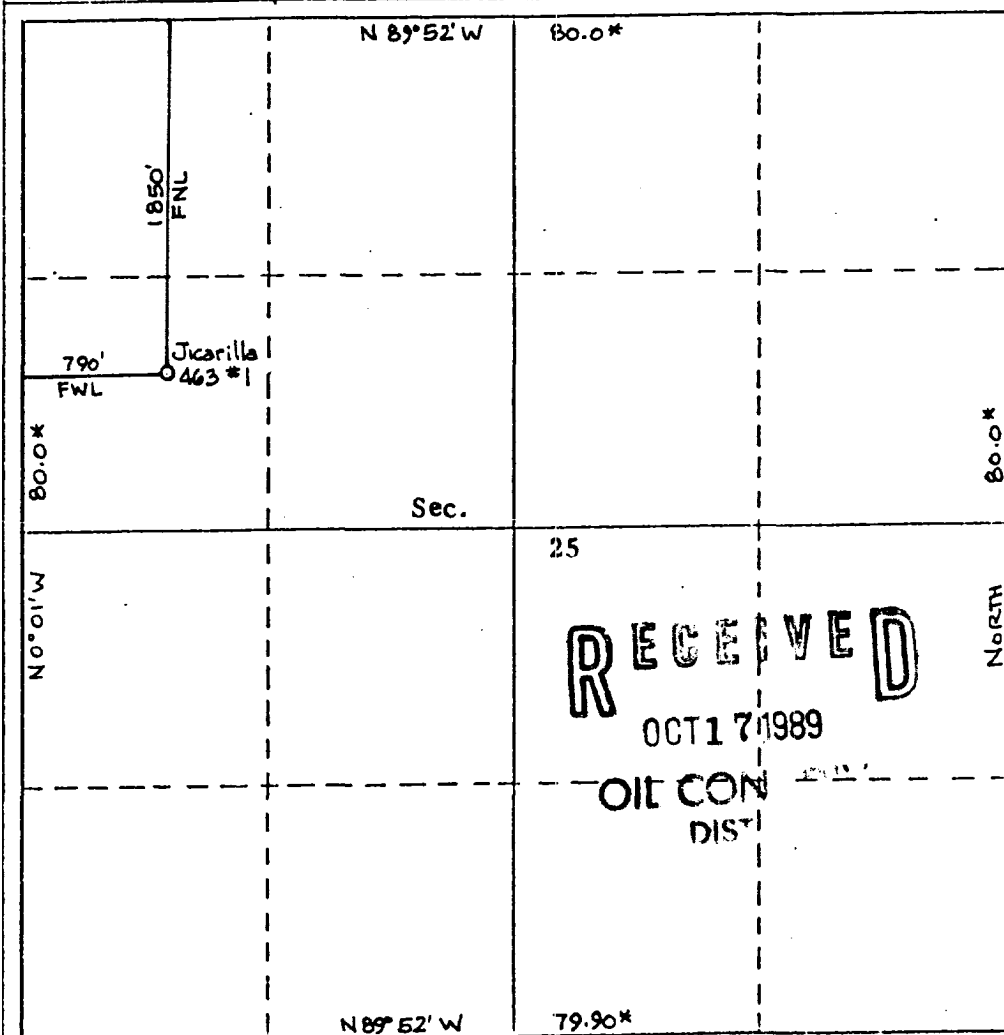 N 89°52' W 80.0*
1850'
FNL
790'
FWL
Jicarilla
463 #1
80.0*
80.0*
Sec.
25
N 0°01' W
NORTH
RECEIVED
OCT 17 1989
OIL CON
DIST
N 89° 52' W 79.90*